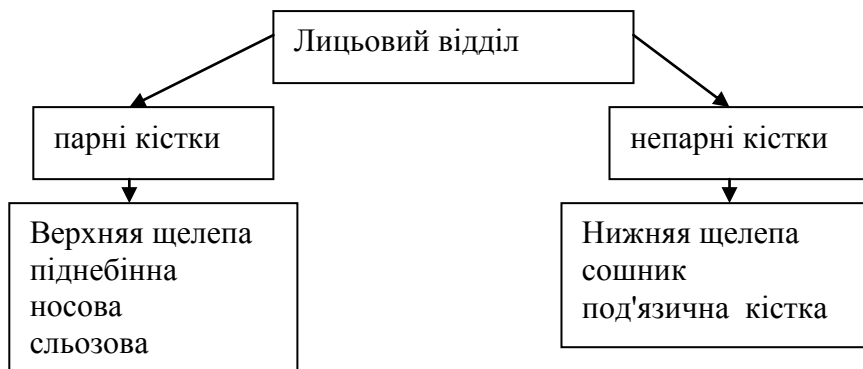 Лицьовий відділ
парні кістки
непарні кістки
Верхняя щелепа
піднебінна
носова
сльозова
Нижняя щелепа
сошник
под'язична кістка